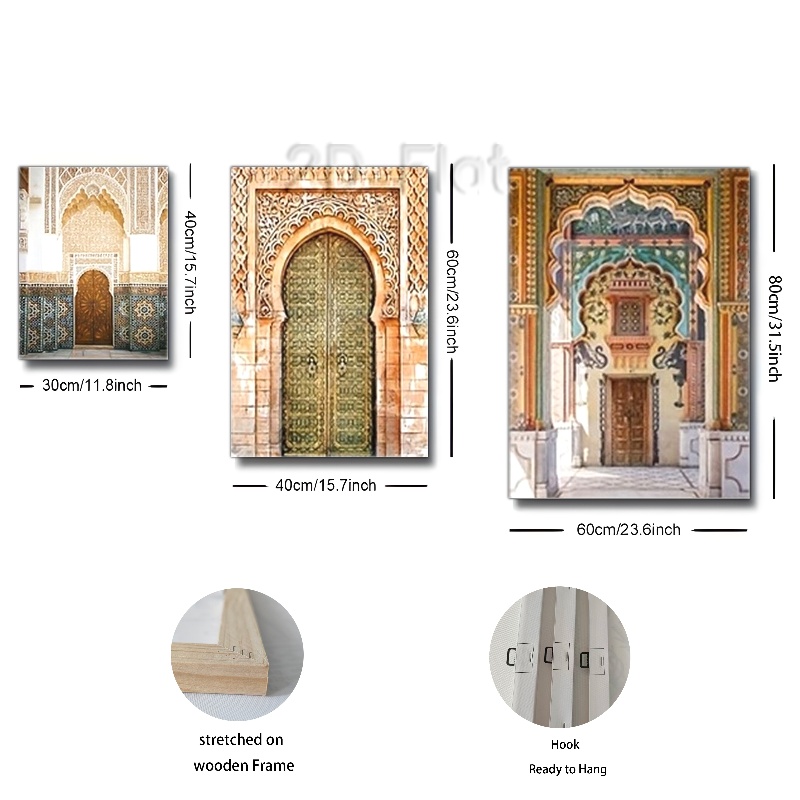 2D Flat
40cm/15.7inch
30cm/11.8inch
60cm/23.6inch
40cm/15.7inch
80cm/31.5inch
60cm/23.6inch
stretched on
wooden Frame
Hook
Ready to Hang